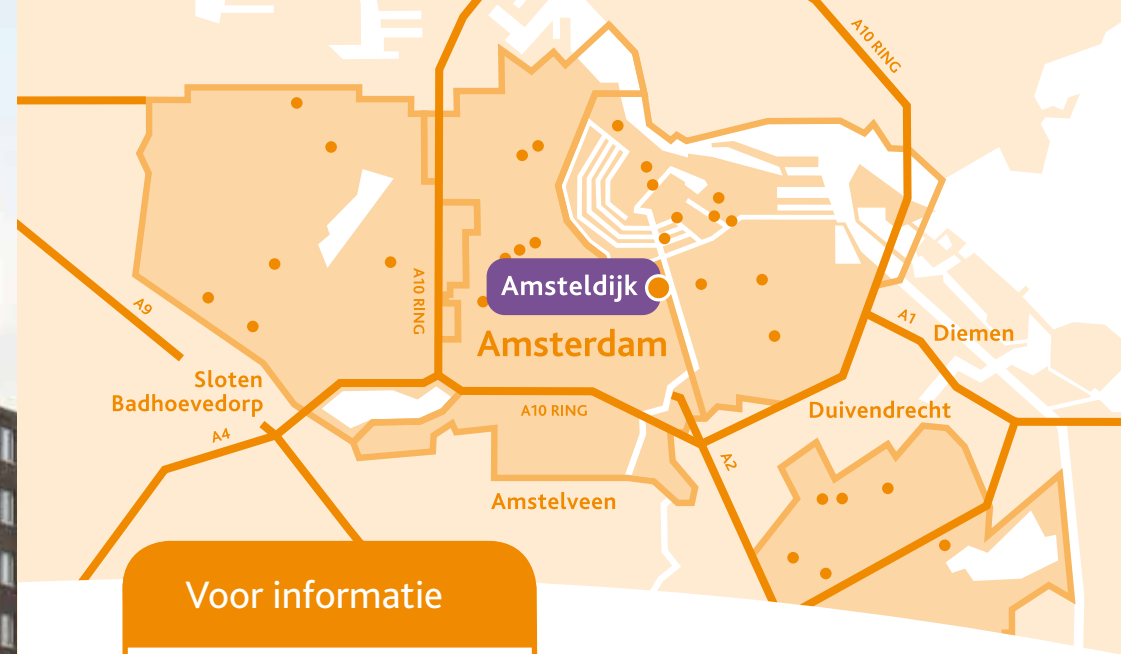 A10 RING
A9
A10 RING
Amsteldijk
Amsterdam
A1
Diemen
Sloten
Badhoevedorp
A10 RING
Duivendrecht
A4
A2
Amstelveen
Voor informatie